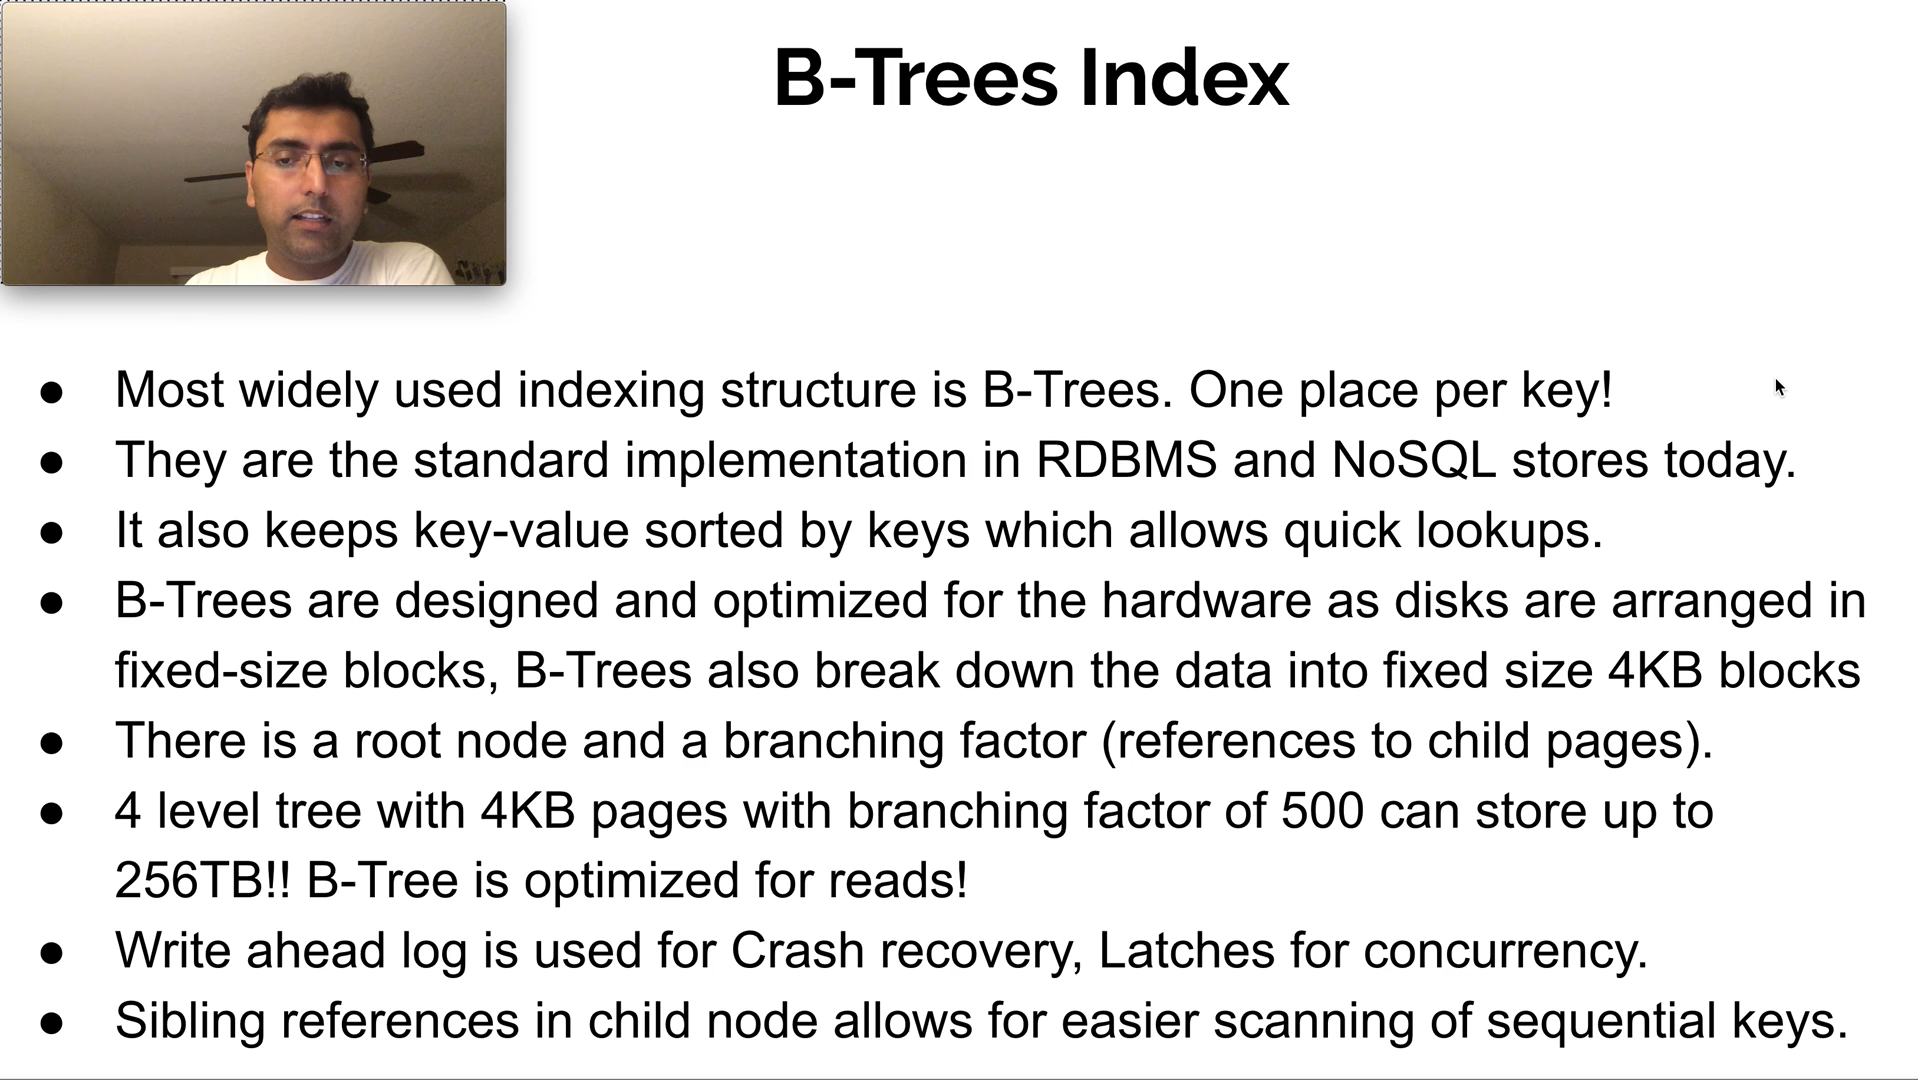 B-Trees Index
● Most widely used indexing structure is B-Trees. One place per key!
● They are the standard implementation in RDBMS and NoSQL stores today.
● It also keeps key-value sorted by keys which allows quick lookups.
● B-Trees are designed and optimized for the hardware as disks are arranged in
fixed-size blocks, B-Trees also break down the data into fixed size 4KB blocks
● There is a root node and a branching factor (references to child pages).
● 4 level tree with 4KB pages with branching factor of 500 can store up to
256TB!! B-Tree is optimized for reads!
● Write ahead log is used for Crash recovery, Latches for concurrency.
● Sibling references in child node allows for easier scanning of sequential keys.